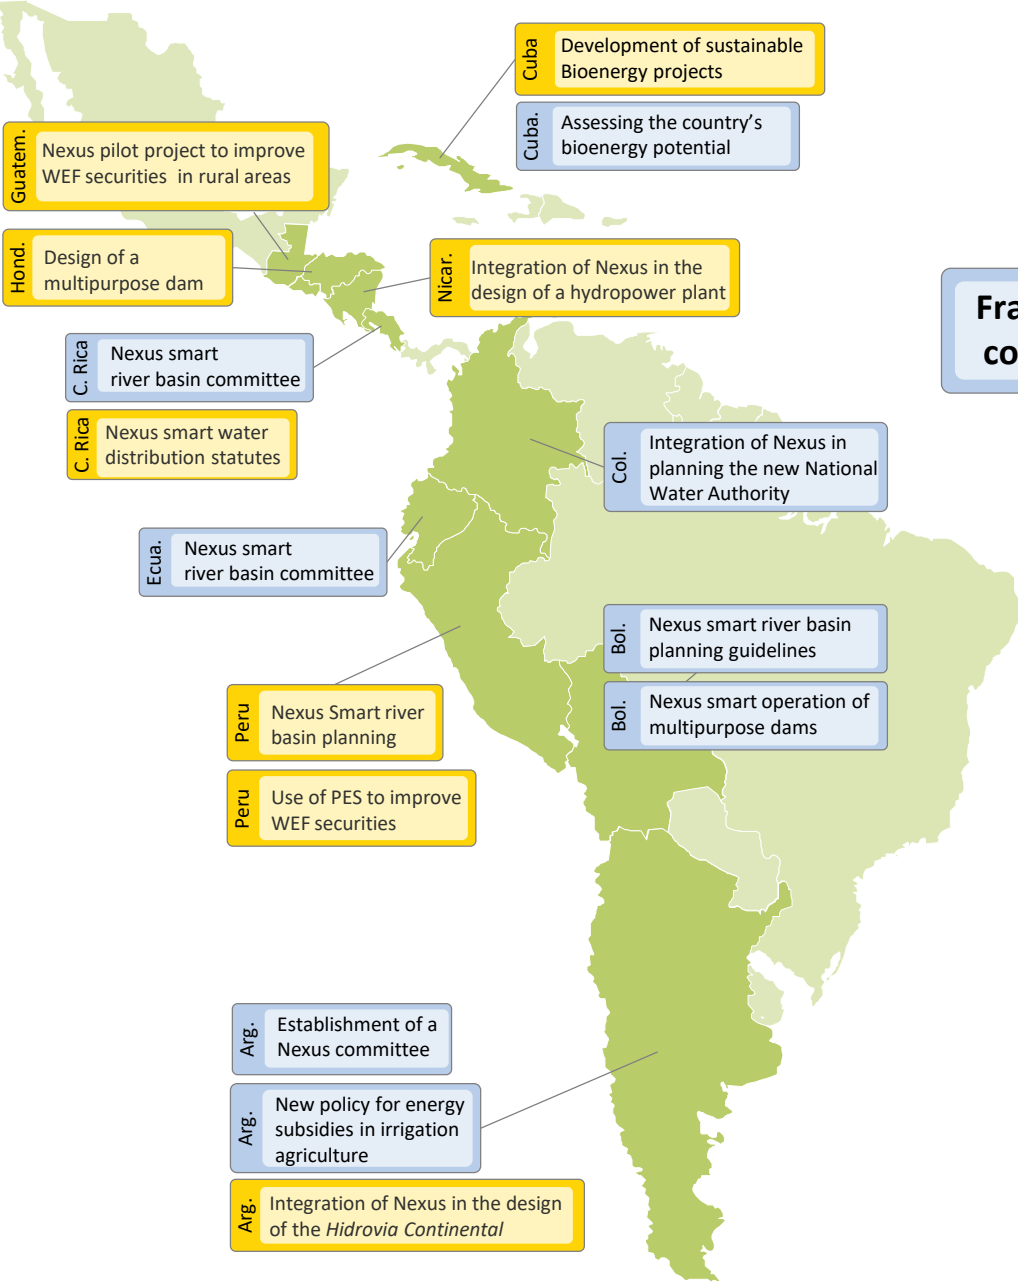 Cuba
Development of sustainable
Bioenergy projects
Cuba.
Assessing the country's
bioenergy potential
Guatem.
Nexus pilot project to improve
WEF securities in rural areas
Hond.
Design of a
multipurpose dam
Nicar.
Integration of Nexus in the
design of a hydropower plant
Fra
co
C. Rica
Nexus smart
river basin committee
C. Rica
Nexus smart water
distribution statutes
Col.
Integration of Nexus in
planning the new National
Water Authority
Ecua.
Nexus smart
river basin committee
Bol.
Nexus smart river basin
planning guidelines
Bol.
Nexus smart operation of
multipurpose dams
Peru
Nexus Smart river
basin planning
Peru
Use of PES to improve
WEF securities
Arg.
Establishment of a
Nexus committee
Arg.
New policy for energy
subsidies in irrigation
agriculture
Arg.
Integration of Nexus in the design
of the Hidrovia Continental